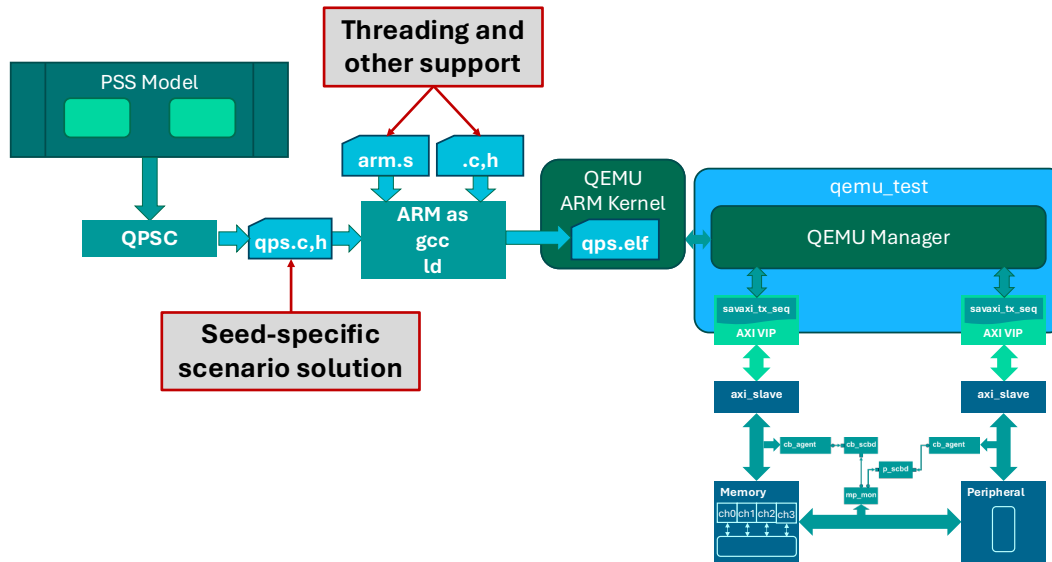 Threading and
other support
PSS Model
arm.s
.c,h
QPSC
qps.c,h
ARM as
gcc
ld
QEMU
ARM Kernel
qps.elf
qemu_test
QEMU Manager
savaxi_tx_seq
AXI VIP
savaxi_tx_seq
AXI VIP
Seed-specific
scenario solution
axi_slave
axi_slave
cb_agent
cb_scbd
cb_agent
p_scbd
mp_mon
Memory
ch0 ch1 ch2 ch3
Peripheral